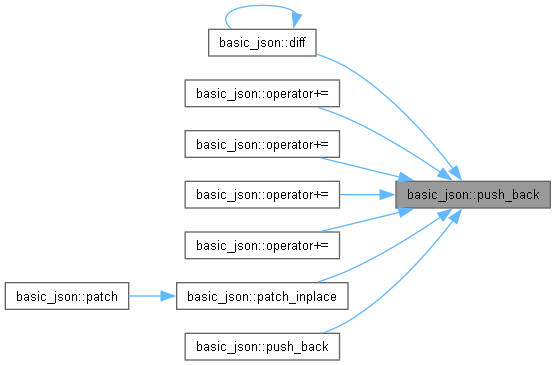 basic_json::diff
basic_json::operator+=
basic_json::operator+=
basic_json::push_back
basic_json::operator+=
basic_json::operator+=
basic_json::patch
basic_json::patch_inplace
basic_json::push_back